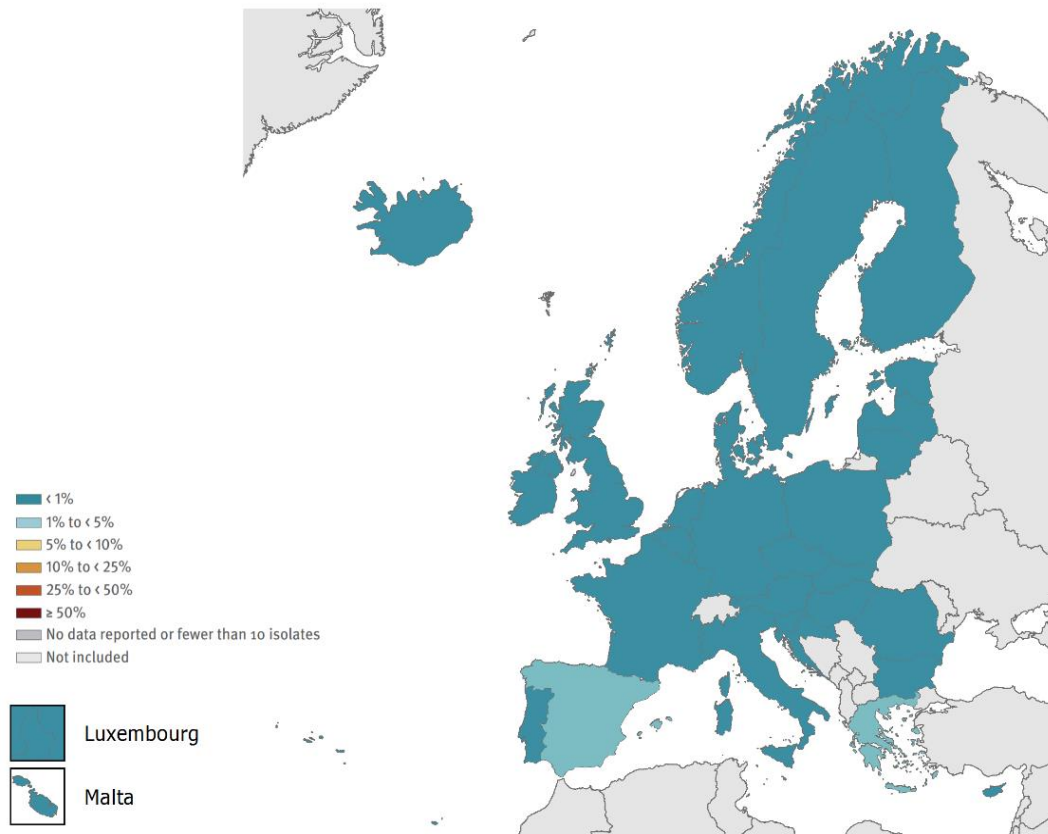 < 1%
1% to < 5%
5% to < 10%
10% to < 25%
25% to < 50%
≥ 50%
No data reported or fewer than 10 isolates
Not included
Luxembourg
Malta